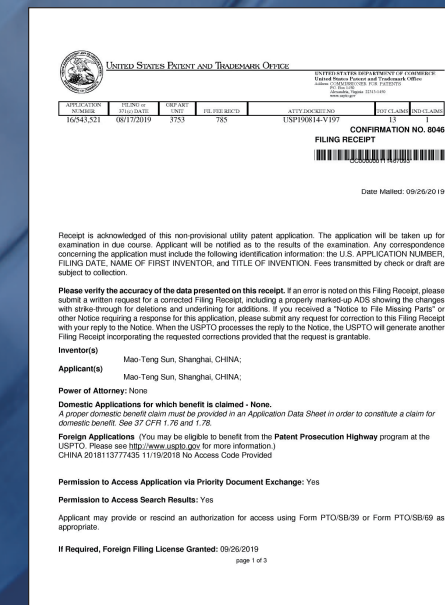 UNITED STATES PATENT AND TRADEMARK OFFICE
UNITED STATES DEPARTMENT OF COMMERCE
United States Patent and Trademark Office
Address: COMMISSIONER FOR PATENTS
P.O. Box 1450
Alexandria, Virginia 22313-1450
www.uspto.gov
APPLICATION NUMBER
FILING or 371(c) DATE
GRP ART UNIT
FIL FEE REC'D
ATTY.DOCKET.NO
TOT CLAIMS
IND CLAIMS
16/543,521 08/17/2019 3753 785 USP190814-V197 13 1
CONFIRMATION NO. 8046
FILING RECEIPT
Date Mailed: 09/26/2019
Receipt is acknowledged of this non-provisional utility patent application. The application will be taken up for
examination in due course. Applicant will be notified as to the results of the examination. Any correspondence
concerning the application must include the following identification information: the U.S. APPLICATION NUMBER,
FILING DATE, NAME OF FIRST INVENTOR, and TITLE OF INVENTION. Fees transmitted by check or draft are
subject to collection.
Please verify the accuracy of the data presented on this receipt. If an error is noted on this Filing Receipt, please
submit a written request for a corrected Filing Receipt, including a properly marked-up ADS showing the changes
with strike-through for deletions and underlining for additions. If you received a "Notice to File Missing Parts" or
other Notice requiring a response for this application, please submit any request for correction to this Filing Receipt
with your reply to the Notice. When the USPTO processes the reply to the Notice, the USPTO will generate another
Filing Receipt incorporating the requested corrections provided that the request is grantable.
Inventor(s)
Mao-Teng Sun, Shanghai, CHINA;
Applicant(s)
Mao-Teng Sun, Shanghai, CHINA;
Power of Attorney: None
Domestic Applications for which benefit is claimed - None.
A proper domestic benefit claim must be provided in an Application Data Sheet in order to constitute a claim for
domestic benefit. See 37 CFR 1.76 and 1.78.
Foreign Applications (You may be eligible to benefit from the Patent Prosecution Highway program at the
USPTO. Please see http://www.uspto.gov for more information.)
CHINA 2018113777435 11/19/2018 No Access Code Provided
Permission to Access Application via Priority Document Exchange: Yes
Permission to Access Search Results: Yes
Applicant may provide or rescind an authorization for access using Form PTO/SB/39 or Form PTO/SB/69 as
appropriate.
If Required, Foreign Filing License Granted: 09/26/2019
page 1 of 3